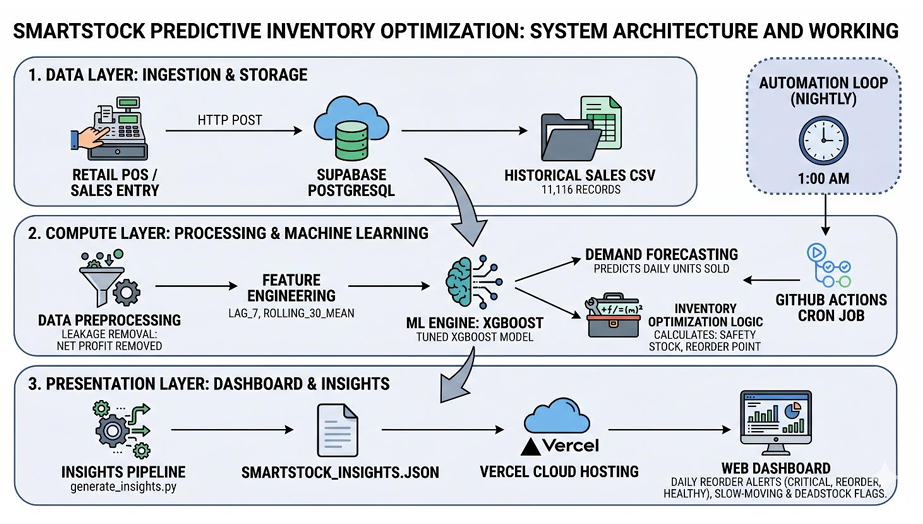 SMARTSTOCK PREDICTIVE INVENTORY OPTIMIZATION: SYSTEM ARCHITECTURE AND WORKING
1. DATA LAYER: INGESTION & STORAGE
RETAIL POS /
SALES ENTRY
HTTP POST
SUPABASE
POSTGRESQL
HISTORICAL SALES CSV
11,116 RECORDS
AUTOMATION LOOP
(NIGHTLY)
1:00 AM
2. COMPUTE LAYER: PROCESSING & MACHINE LEARNING
DATA PREPROCESSING
LEAKAGE REMOVAL:
NET PROFIT REMOVED
FEATURE
ENGINEERING
LAG_7, ROLLING_30_MEAN
ML ENGINE: XGBOOST
TUNED XGBOOST MODEL
DEMAND FORECASTING
PREDICTS DAILY UNITS SOLD
+f/=(m)²
INVENTORY
OPTIMIZATION LOGIC
CALCULATES: SAFETY
STOCK, REORDER POINT
GITHUB ACTIONS
CRON JOB
3. PRESENTATION LAYER: DASHBOARD & INSIGHTS
INSIGHTS PIPELINE
generate_insights.py
SMARTSTOCK_INSIGHTS.JSON
Vercel
VERCEL CLOUD HOSTING
WEB DASHBOARD
DAILY REORDER ALERTS (CRITICAL, REORDER,
HEALTHY), SLOW-MOVING & DEADSTOCK FLAGS.